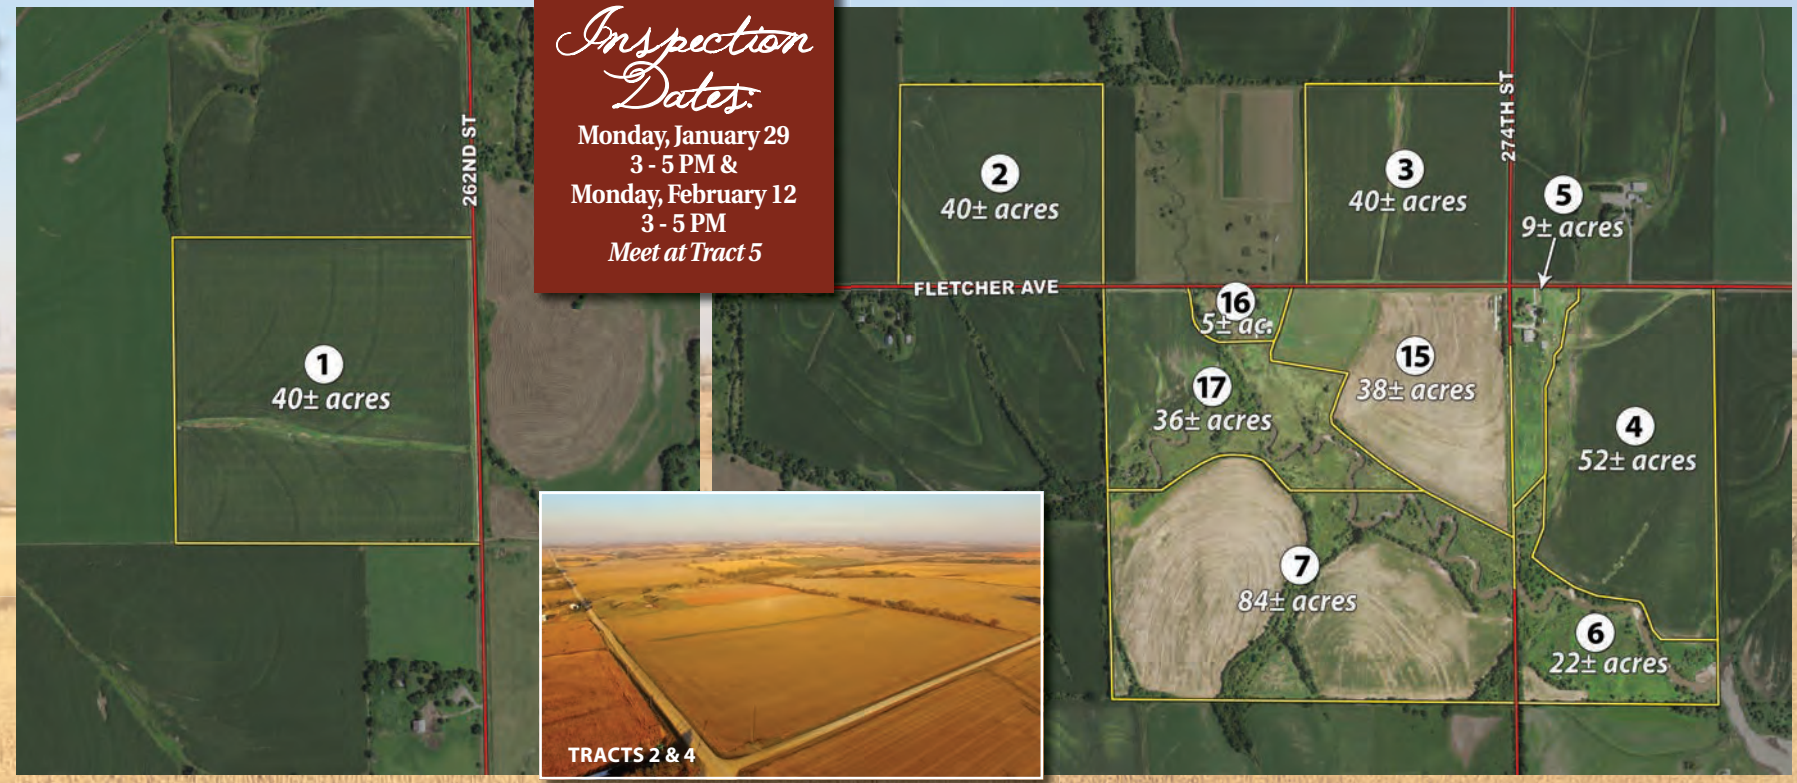 Inspection
Dates:
Monday, January 29
3 - 5 PM &
Monday, February 12
3 - 5 PM
Meet at Tract 5
262ND ST
1
40± acres
2
40± acres
3
40± acres
274TH ST
5
9± acres
FLETCHER AVE
16
5± ac.
15
38± acres
17
36± acres
4
52± acres
7
84± acres
6
22± acres
TRACTS 2 & 4